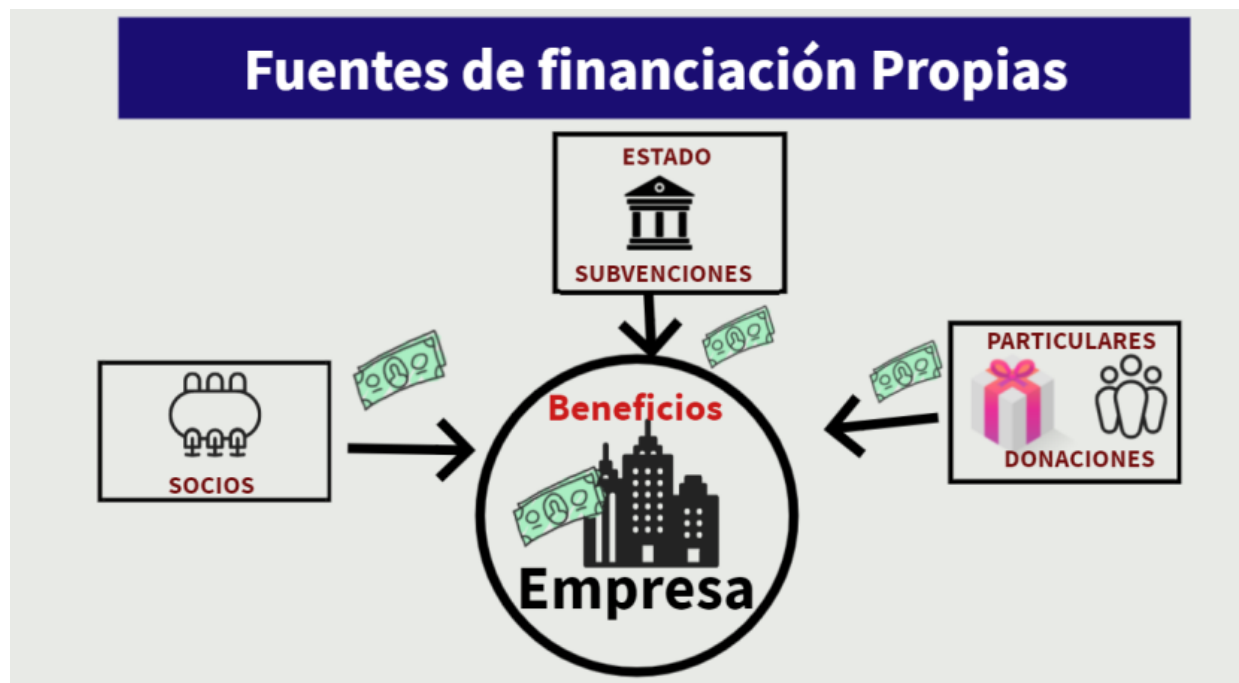 Fuentes de financiación Propias
ESTADO
SUBVENCIONES
SOCIOS
PARTICULARES
DONACIONES
Beneficios
Empresa